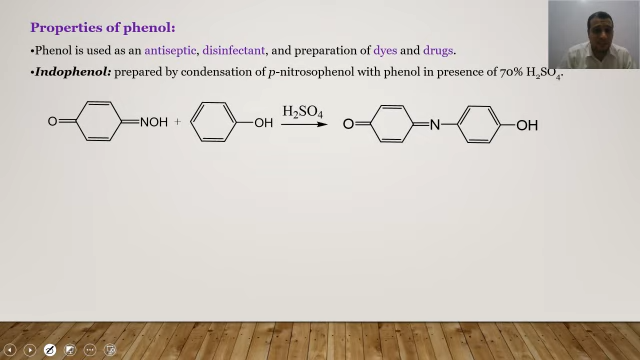 Properties of phenol:
•Phenol is used as an antiseptic, disinfectant, and preparation of dyes and drugs.
•Indophenol: prepared by condensation of p-nitrosophenol with phenol in presence of 70% H₂SO₄.
O=NOH + OH H₂SO₄ O=N OH